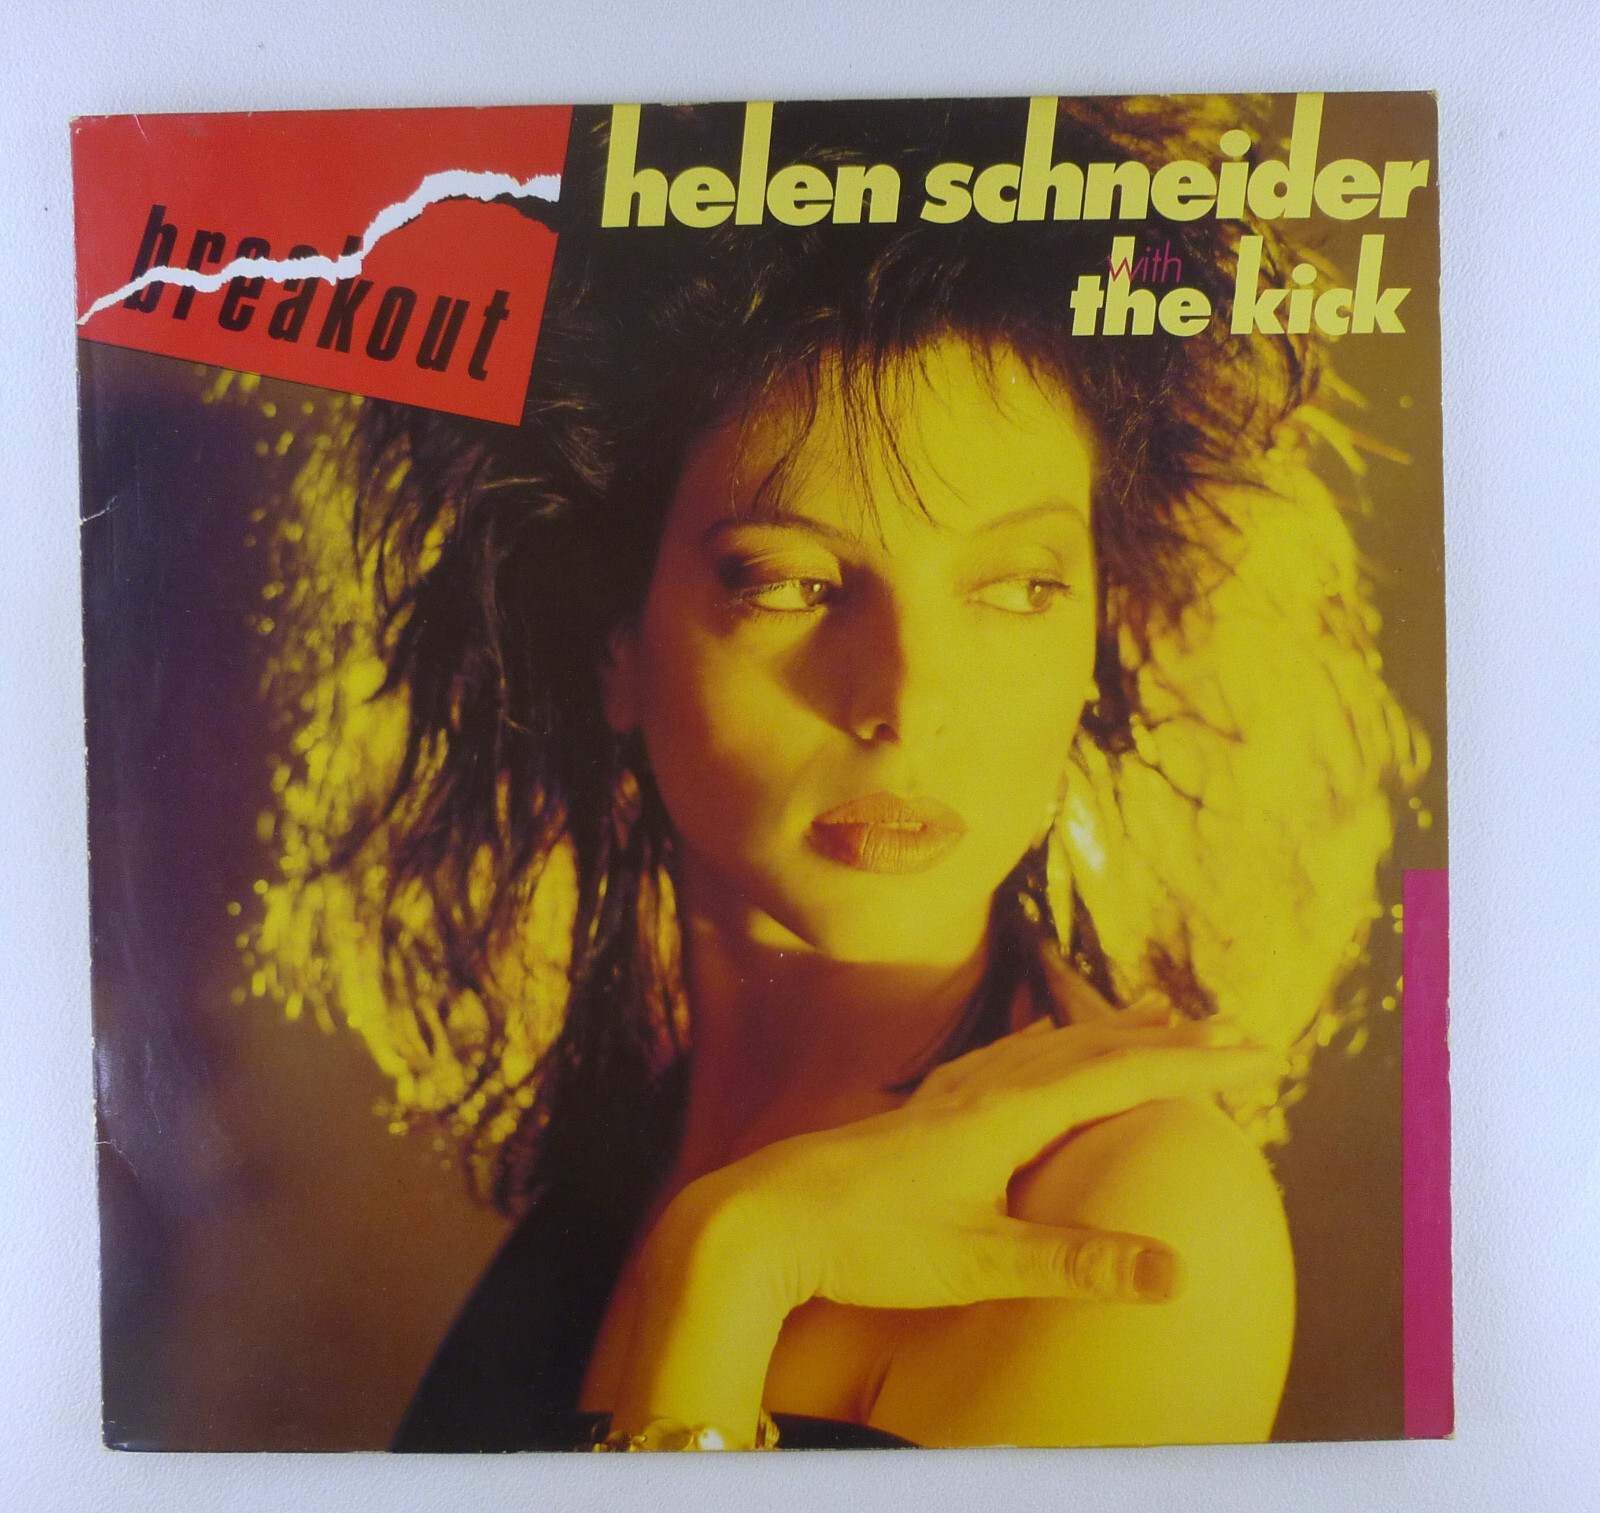 breakout
helen schneider
with
the kick